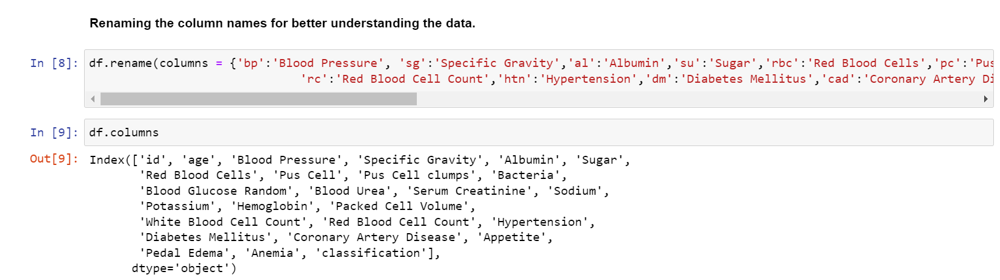 Renaming the column names for better understanding the data.
In [8]: df.rename(columns = {'bp':'Blood Pressure', 'sg':'Specific Gravity','al':'Albumin','su':'Sugar','rbc':'Red Blood Cells','pc':'Pus
'rc':'Red Blood Cell Count','htn':'Hypertension','dm':'Diabetes Mellitus','cad':'Coronary Artery Di
In [9]: df.columns
Out[9]: Index(['id', 'age', 'Blood Pressure', 'Specific Gravity', 'Albumin', 'Sugar',
'Red Blood Cells', 'Pus Cell', 'Pus Cell clumps', 'Bacteria',
'Blood Glucose Random', 'Blood Urea', 'Serum Creatinine', 'Sodium',
'Potassium', 'Hemoglobin', 'Packed Cell Volume',
'White Blood Cell Count', 'Red Blood Cell Count', 'Hypertension',
'Diabetes Mellitus', 'Coronary Artery Disease', 'Appetite',
'Pedal Edema', 'Anemia', 'classification'],
dtype='object')